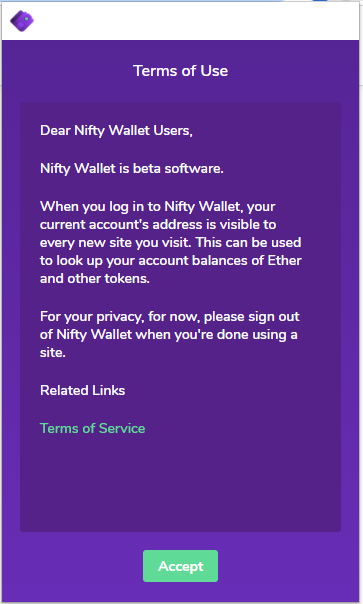 Terms of Use
Dear Nifty Wallet Users,
Nifty Wallet is beta software.
When you log in to Nifty Wallet, your
current account's address is visible to
every new site you visit. This can be used
to look up your account balances of Ether
and other tokens.
For your privacy, for now, please sign out
of Nifty Wallet when you're done using a
site.
Related Links
Terms of Service
Accept